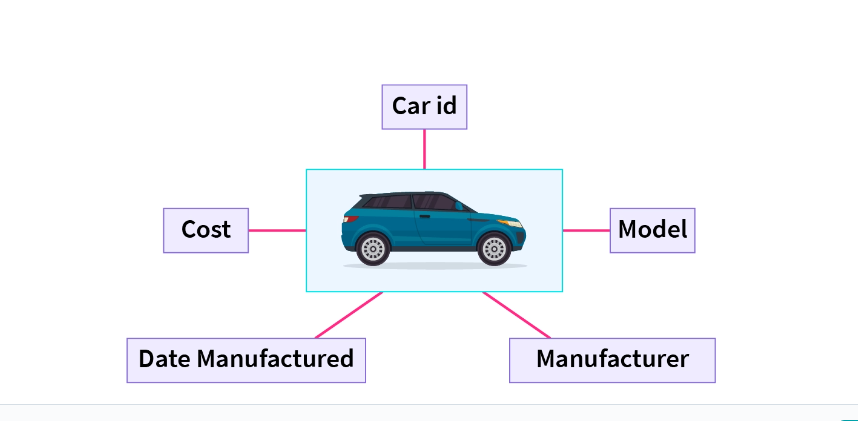 Car id
Cost
Model
Date Manufactured
Manufacturer